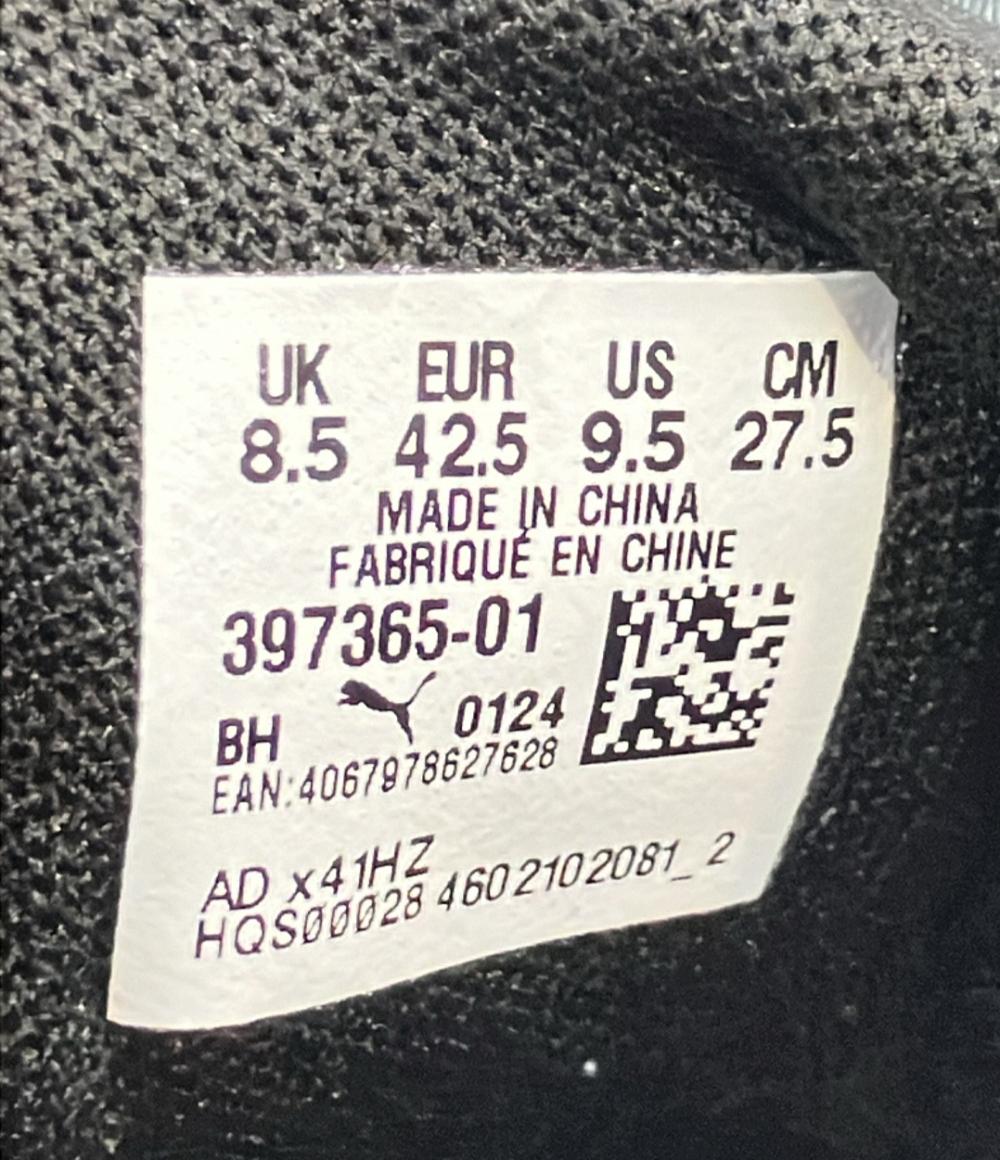 UK EUR US CM
8.5 42.5 9.5 27.5
MADE IN CHINA
FABRIQUÉ EN CHINE
397365-01
BH 0124
EAN:4067978627628
AD x41HZ
HQS00028 4602102081_2